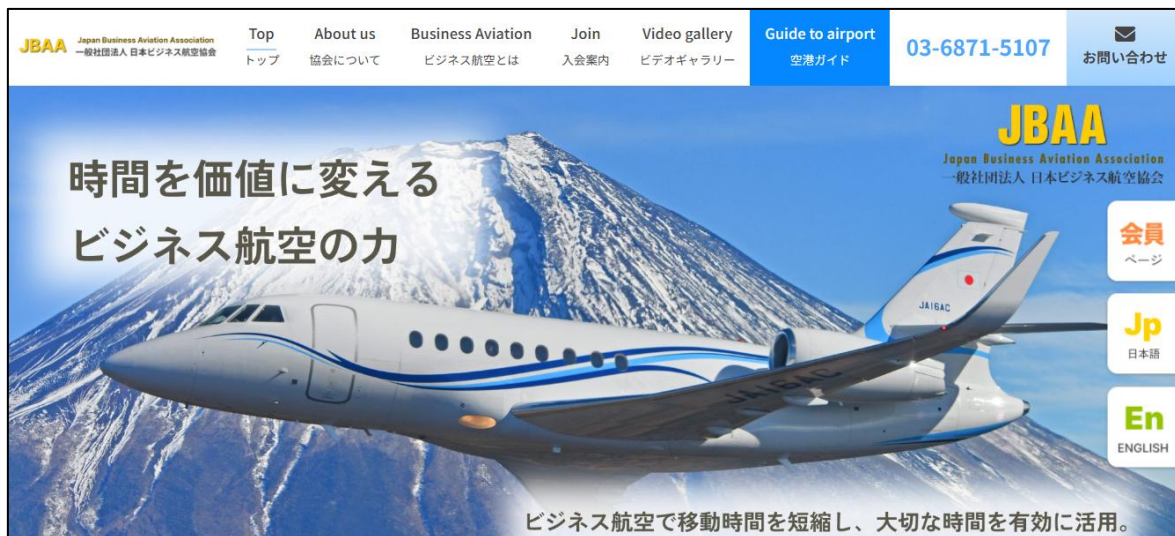 JBAA
Japan Business Aviation Association
一般社団法人 日本ビジネス航空協会
Top
トップ
About us
協会について
Business Aviation
ビジネス航空とは
Join
入会案内
Video gallery
ビデオギャラリー
Guide to airport
空港ガイド
03-6871-5107
お問い合わせ
JBAA
Japan Business Aviation Association
一般社団法人 日本ビジネス航空協会
時間を価値に変える
ビジネス航空の力
会員
ページ
JA16AC
Jp
日本語
JA16AC
En
ENGLISH
ビジネス航空で移動時間を短縮し、大切な時間を有効に活用。